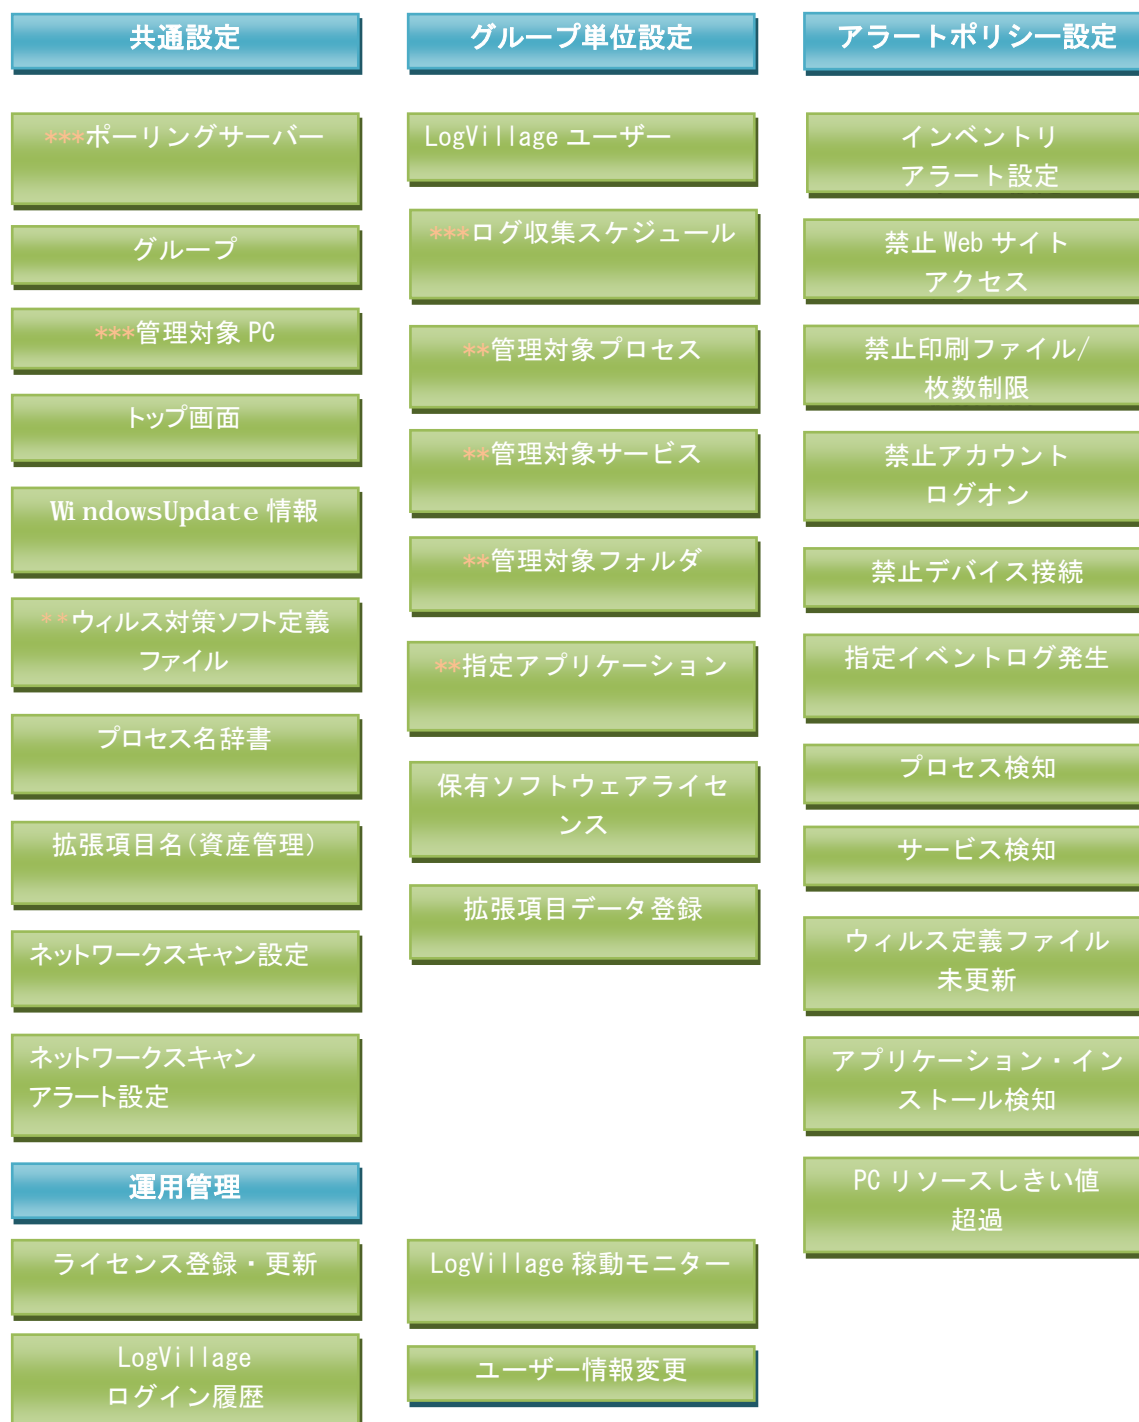 共通設定
***ポーリングサーバー
グループ
***管理対象 PC
トップ画面
WindowsUpdate 情報
**ウィルス対策ソフト定義
ファイル
プロセス名辞書
拡張項目名(資産管理)
ネットワークスキャン設定
ネットワークスキャン
アラート設定
運用管理
ライセンス登録・更新
LogVillage
ログイン履歴
グループ単位設定
LogVillage ユーザー
***ログ収集スケジュール
**管理対象プロセス
**管理対象サービス
**管理対象フォルダ
**指定アプリケーション
保有ソフトウェアライセ
ンス
拡張項目データ登録
LogVillage 稼動モニター
ユーザー情報変更
アラートポリシー設定
インベントリ
アラート設定
禁止 Web サイト
アクセス
禁止印刷ファイル/
枚数制限
禁止アカウント
ログオン
禁止デバイス接続
指定イベントログ発生
プロセス検知
サービス検知
ウィルス定義ファイル
未更新
アプリケーション・イン
ストール検知
PC リソースしきい値
超過